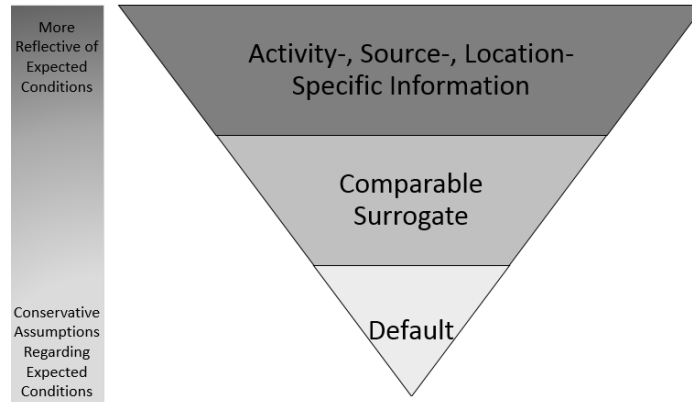 More
Reflective of
Expected
Conditions
Activity-, Source-, Location-
Specific Information
Comparable
Surrogate
Conservative
Assumptions
Regarding
Expected
Conditions
Default